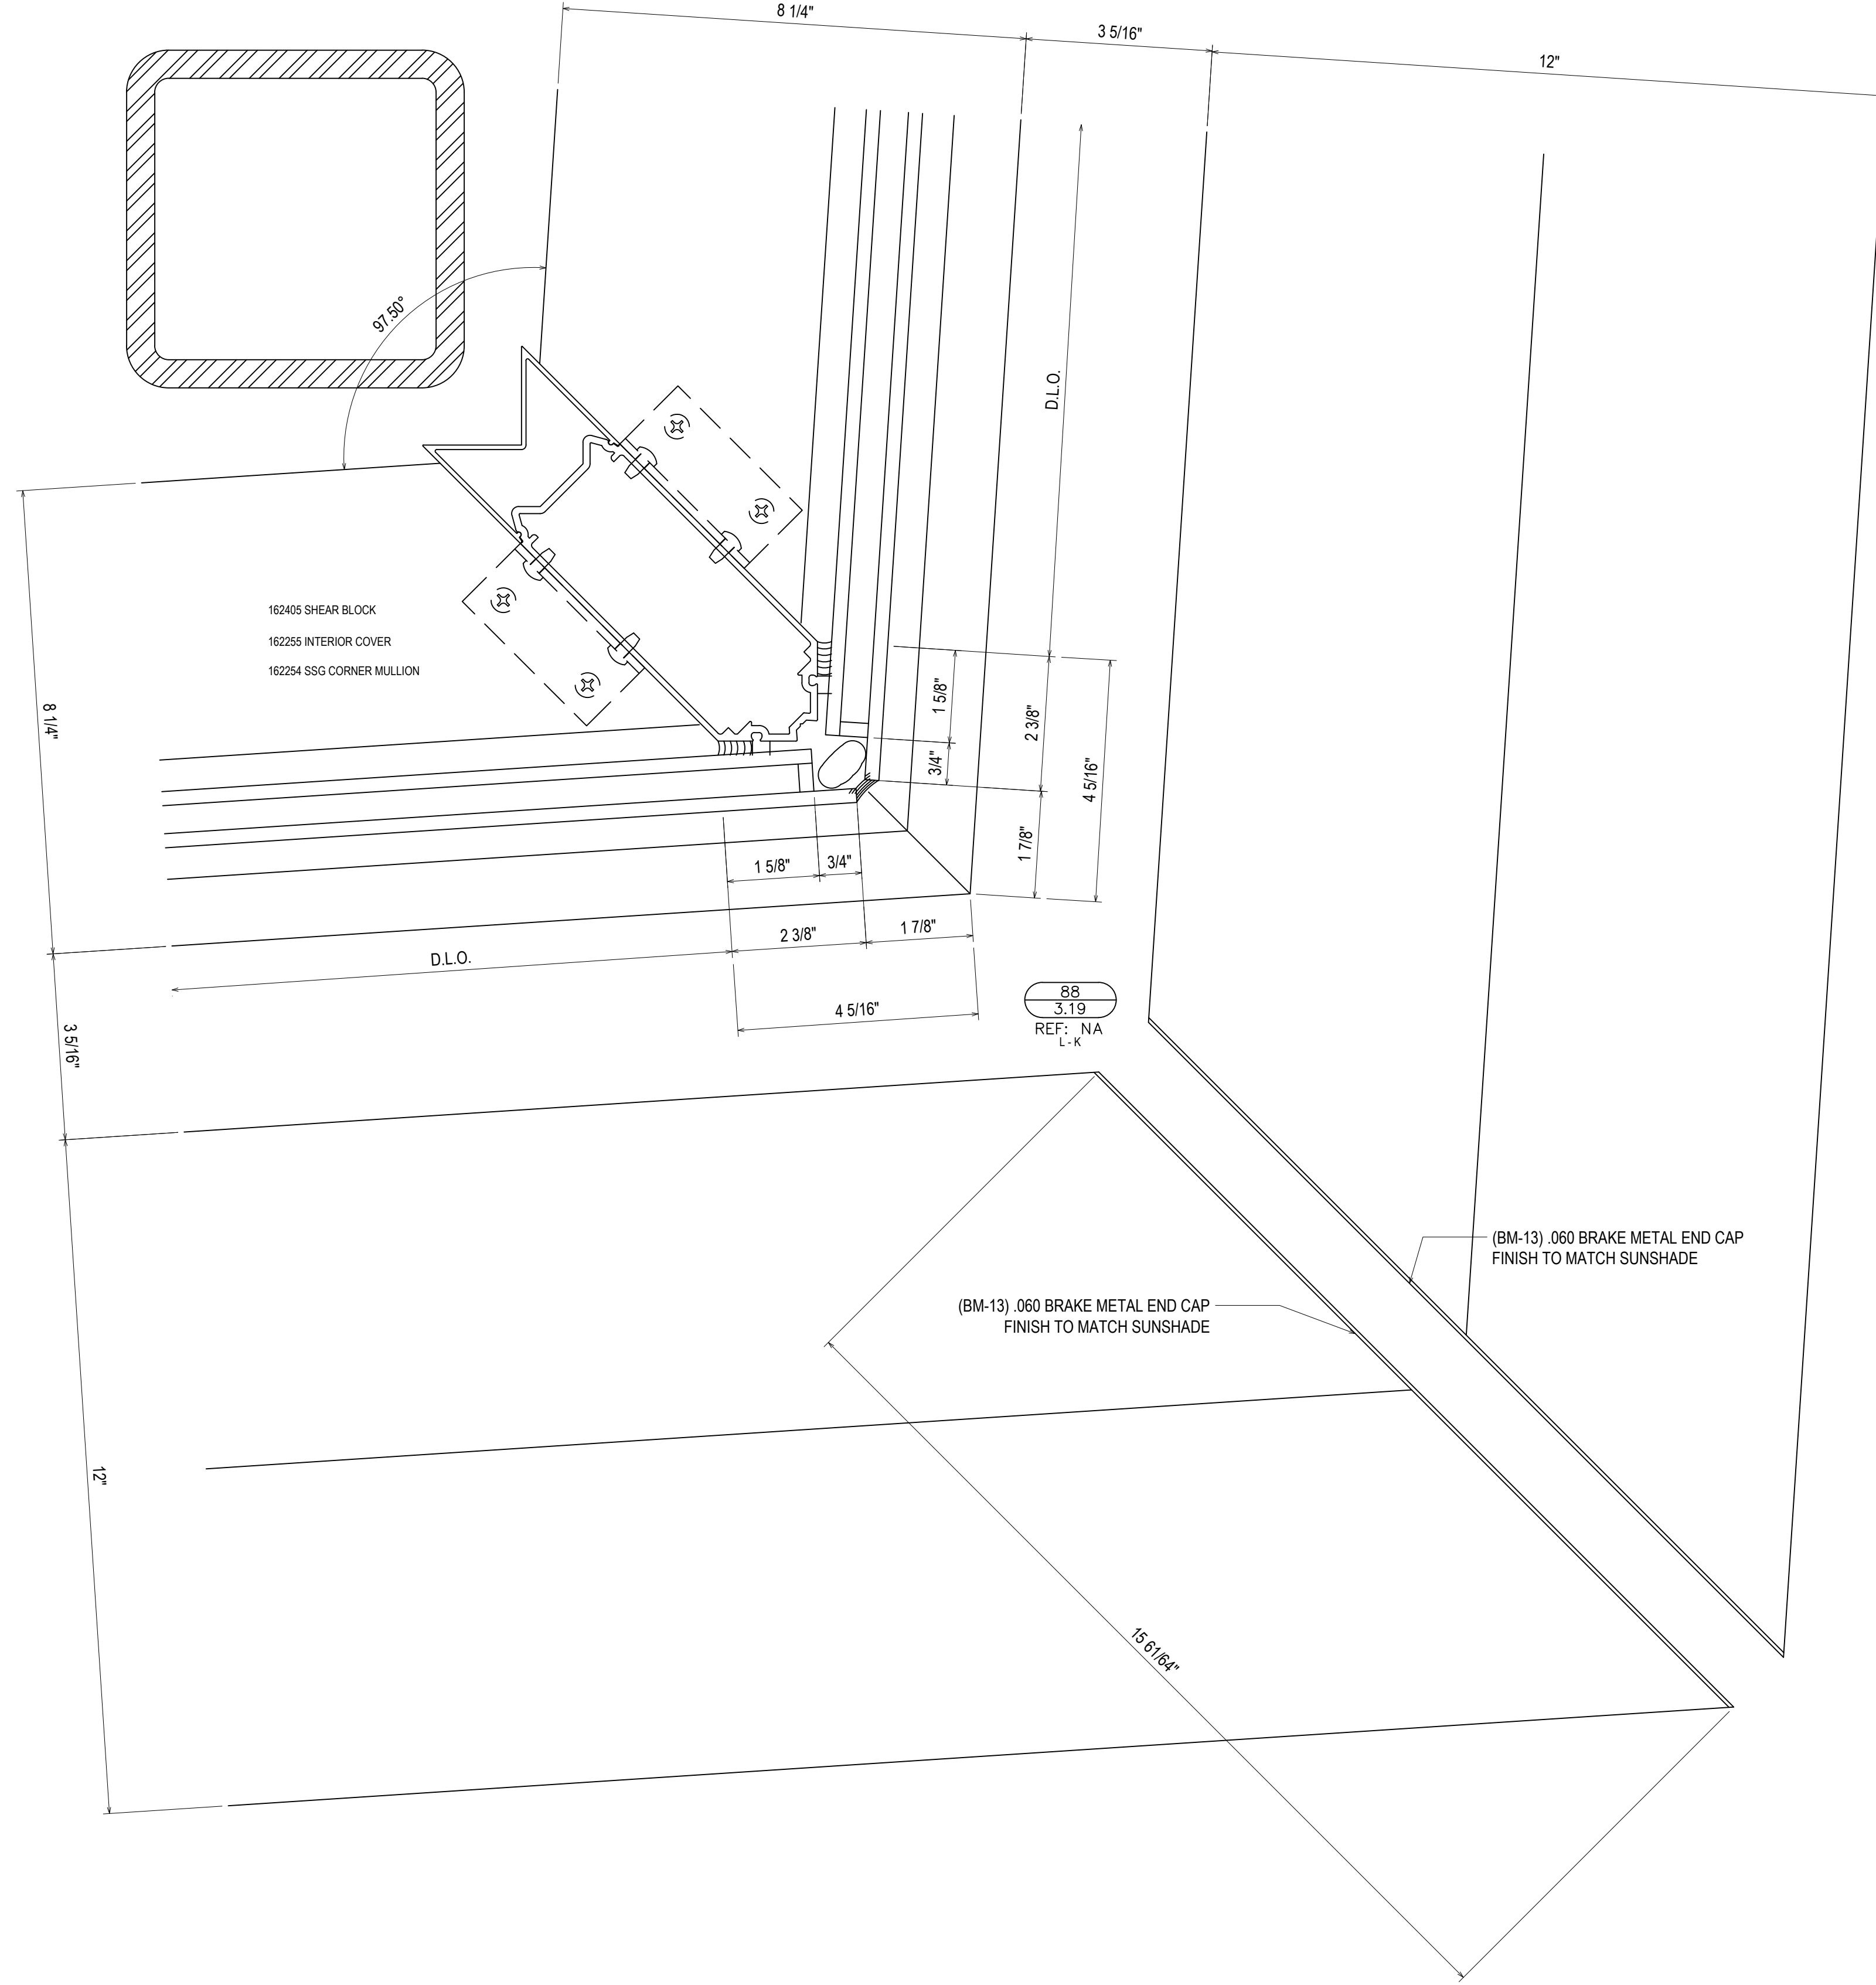 8 1/4"
3 5/16"
12"
97.50°
D.L.O.
162405 SHEAR BLOCK
162255 INTERIOR COVER
162254 SSG CORNER MULLION
8 1/4"
1 5/8"
2 3/8"
3/4"
4 5/16"
1 7/8"
1 5/8"
3/4"
2 3/8"
1 7/8"
D.L.O.
4 5/16"
88
3.19
REF: NA
L-K
3 5/16"
(BM-13) .060 BRAKE METAL END CAP
FINISH TO MATCH SUNSHADE
(BM-13) .060 BRAKE METAL END CAP
FINISH TO MATCH SUNSHADE
12"
15 61/64"